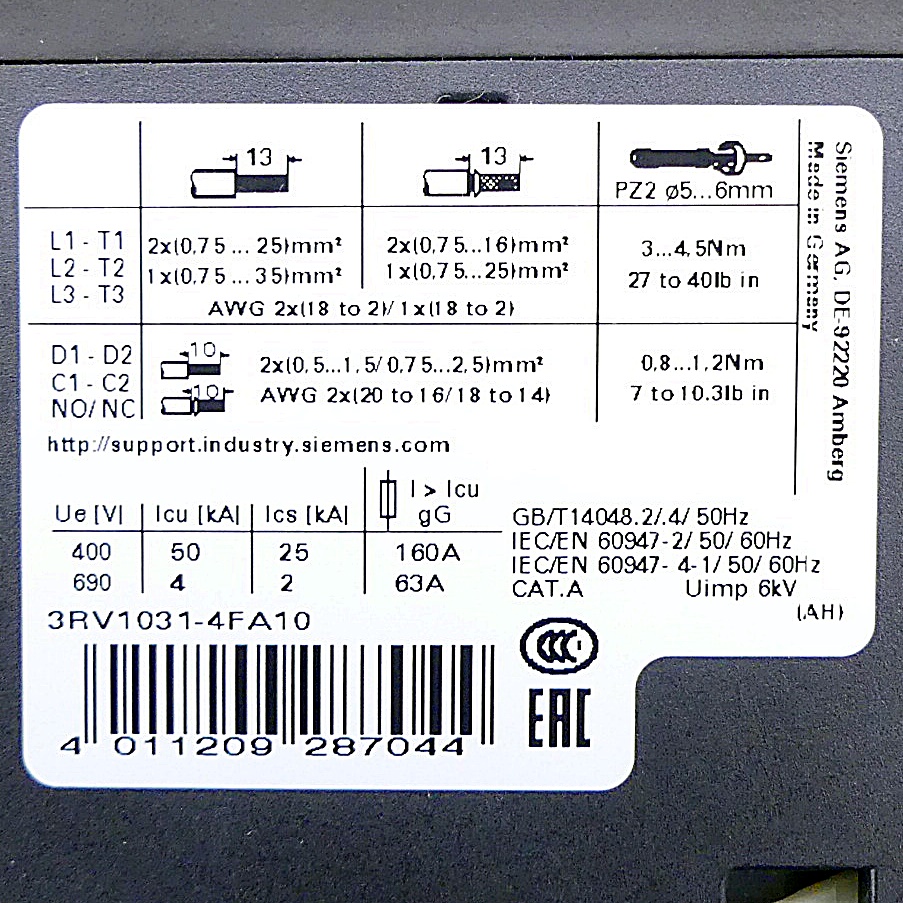 13 13
PZ2 ø5...6mm
L1 - T1 2x(0,75 ... 25)mm² 2x(0,75...16)mm² 3...4,5Nm
L2 - T2 1x(0,75 ... 35)mm² 1x(0,75...25)mm² 27 to 40lb in
L3 - T3
AWG 2x(18 to 2)/ 1x(18 to 2)
D1 - D2 10 2x(0,5...1,5/0,75...2,5)mm² 0,8...1,2Nm
C1 - C2 10 AWG 2x(20 to 16/18 to 14) 7 to 10.3lb in
NO/ NC
http://support.industry.siemens.com
Siemens AG, DE-92220 Amberg
Made in Germany
I > Icu
Ue [V] Icu [kA] Ics [kA] gG
400 50 25 160A
690 4 2 63A
GB/T14048.2/.4/ 50Hz
IEC/EN 60947-2/ 50/ 60Hz
IEC/EN 60947- 4-1/ 50/ 60Hz
CAT.A Uimp 6kV
(AH)
3RV1031-4FA10
CCC
EAC
4 011209 287044